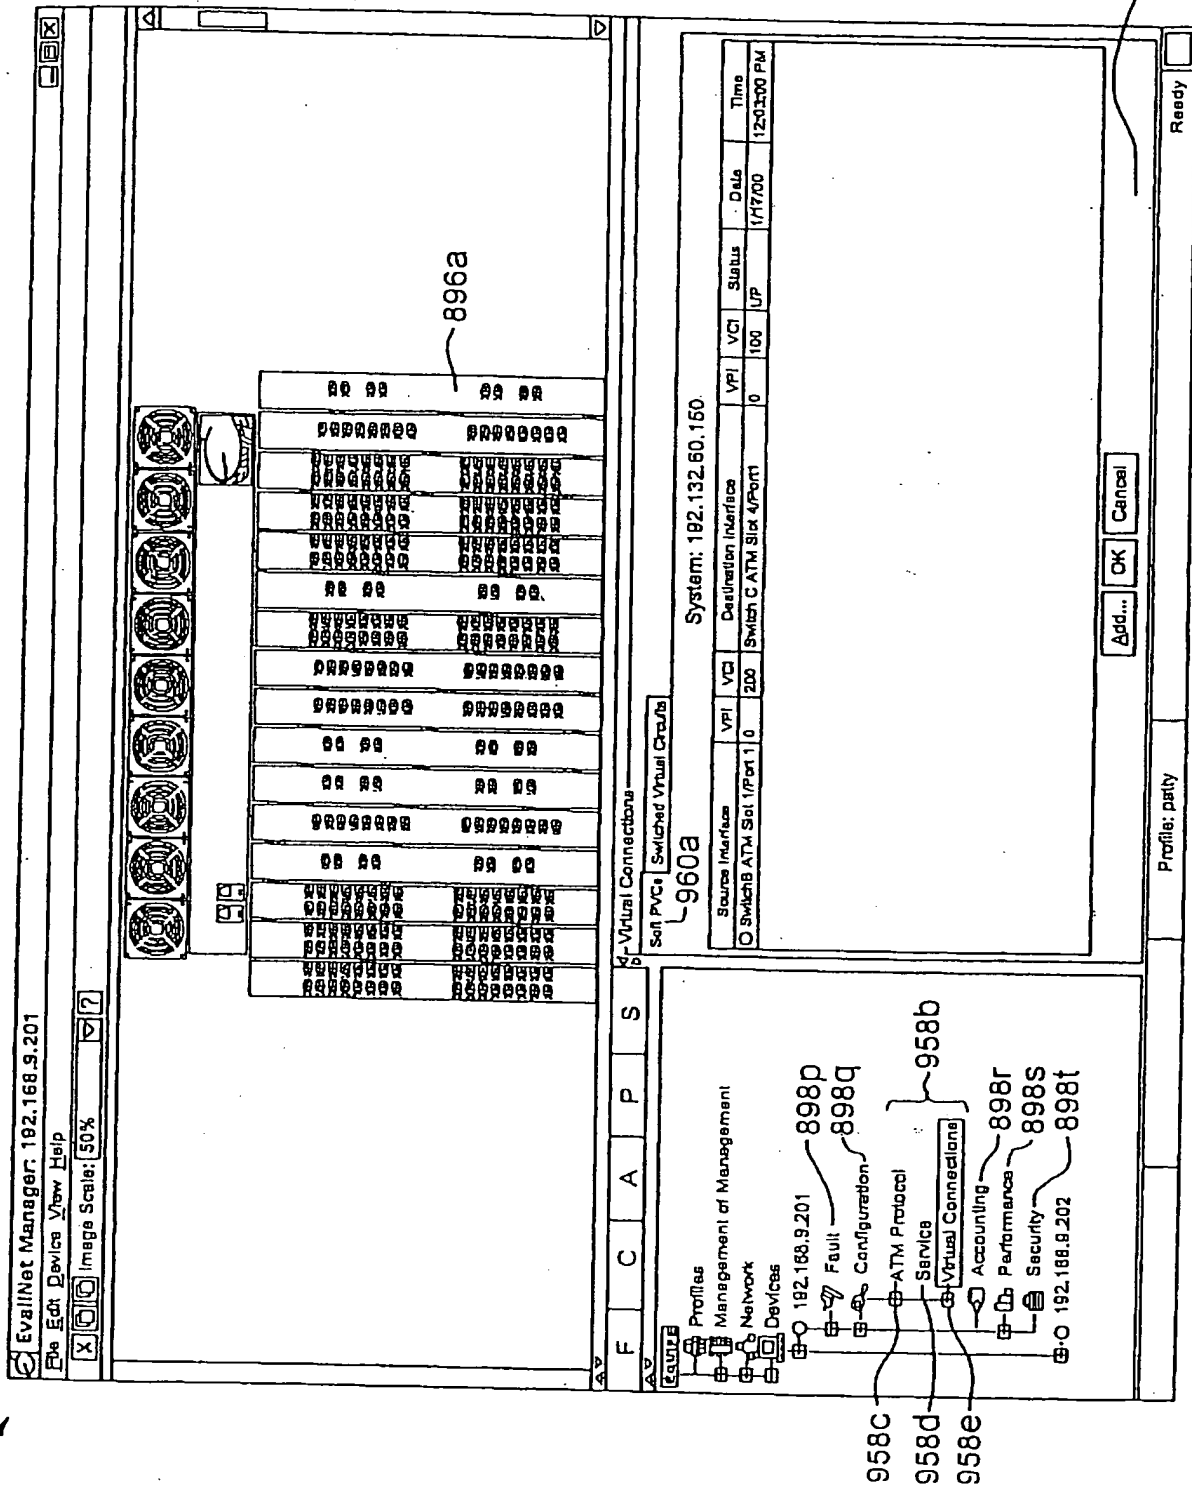 EvallNet Manager: 192.168.9.201
File Edit Device View Help
Image Scale: 50% ?
896a
F C A P S
EQUIPE
Profiles
Management of Management
Network
Devices
192.168.9.201
Fault
898p
Configuration
898q
958c
ATM Protocol
958d
Service
958b
958e
Virtual Connections
Accounting
898r
Performance
898s
Security
898t
192.168.9.202
Virtual Connections
Soft PVCs Switched Virtual Circuits
960a
System: 192.132.60.150
Source Interface VPI VCI Destination Interface VPI VCI Status Date Time
SwitchB ATM Slot 1/Port 1 0 200 Switch C ATM Slot 4/Port1 0 100 UP 1/17/00 12:03:00 PM
Add... OK Cancel
Profile: patty
Ready